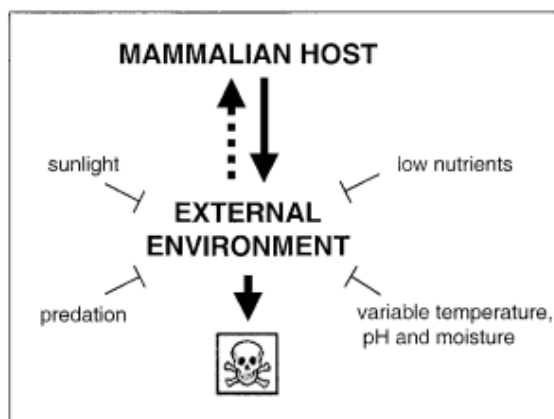 MAMMALIAN HOST
sunlight
low nutrients
EXTERNAL
ENVIRONMENT
predation
variable temperature,
pH and moisture